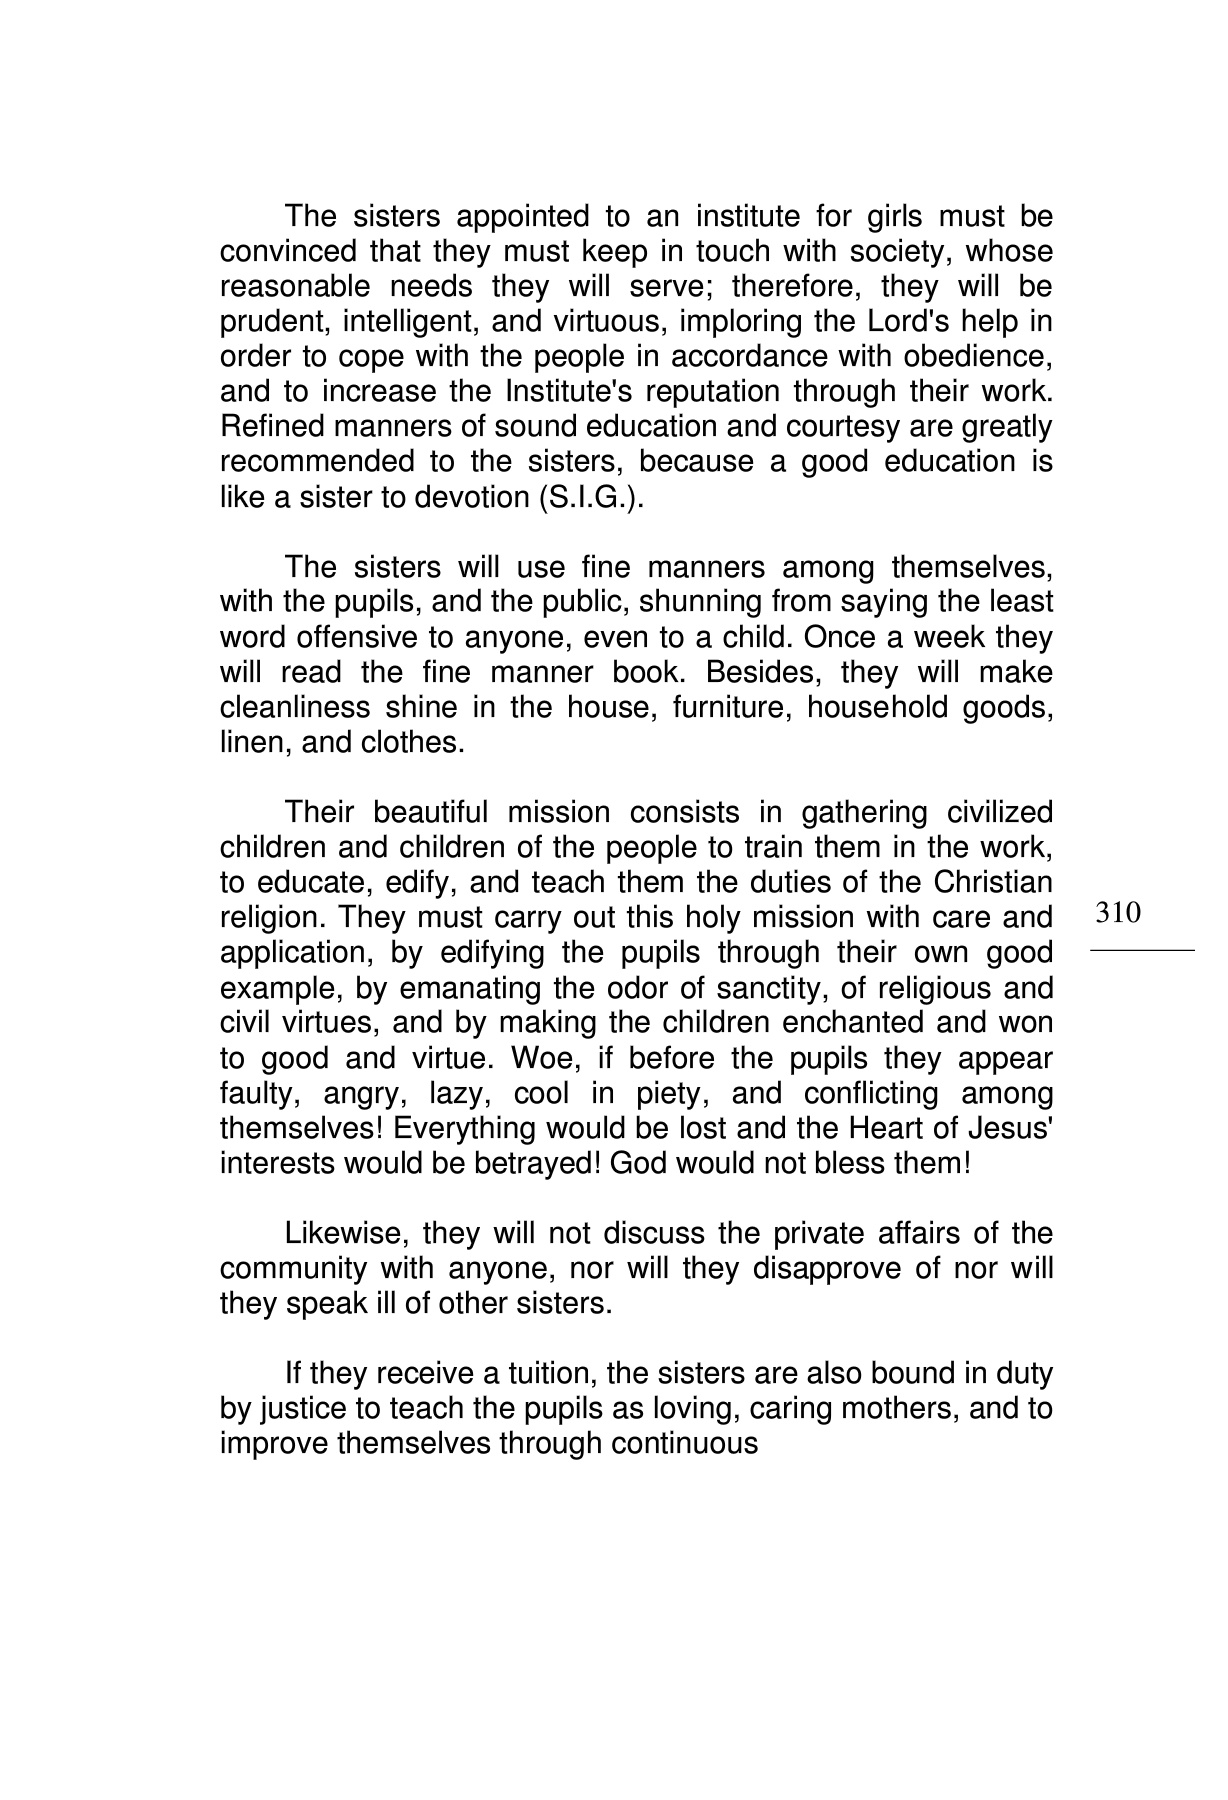 The sisters appointed to an institute for girls must be
convinced that they must keep in touch with society, whose
reasonable needs they will serve; therefore, they will be
prudent, intelligent, and virtuous, imploring the Lord's help in
order to cope with the people in accordance with obedience,
and to increase the Institute's reputation through their work.
Refined manners of sound education and courtesy are greatly
recommended to the sisters, because a good education is
like a sister to devotion (S.I.G.).
The sisters will use fine manners among themselves,
with the pupils, and the public, shunning from saying the least
word offensive to anyone, even to a child. Once a week they
will read the fine manner book. Besides, they will make
cleanliness shine in the house, furniture, household goods,
linen, and clothes.
Their beautiful mission consists in gathering civilized
children and children of the people to train them in the work,
to educate, edify, and teach them the duties of the Christian
religion. They must carry out this holy mission with care and
application, by edifying the pupils through their own good
example, by emanating the odor of sanctity, of religious and
civil virtues, and by making the children enchanted and won
to good and virtue. Woe, if before the pupils they appear
faulty, angry, lazy, cool in piety, and conflicting among
themselves! Everything would be lost and the Heart of Jesus'
interests would be betrayed! God would not bless them!
Likewise, they will not discuss the private affairs of the
community with anyone, nor will they disapprove of nor will
they speak ill of other sisters.
If they receive a tuition, the sisters are also bound in duty
by justice to teach the pupils as loving, caring mothers, and to
improve themselves through continuous
310